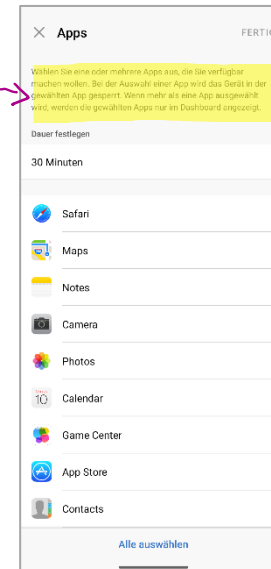 Apps FERTIG
Wählen Sie eine oder mehrere Apps aus, die Sie verfügbar
machen wollen. Bei der Auswahl einer App wird das Gerät in der
gewählten App gesperrt. Wenn mehr als eine App ausgewählt
wird, werden die gewählten Apps nur im Dashboard angezeigt.
Dauer festlegen
30 Minuten
Safari
Maps
Notes
Camera
Photos
10 Calendar
Game Center
App Store
Contacts
Alle auswählen